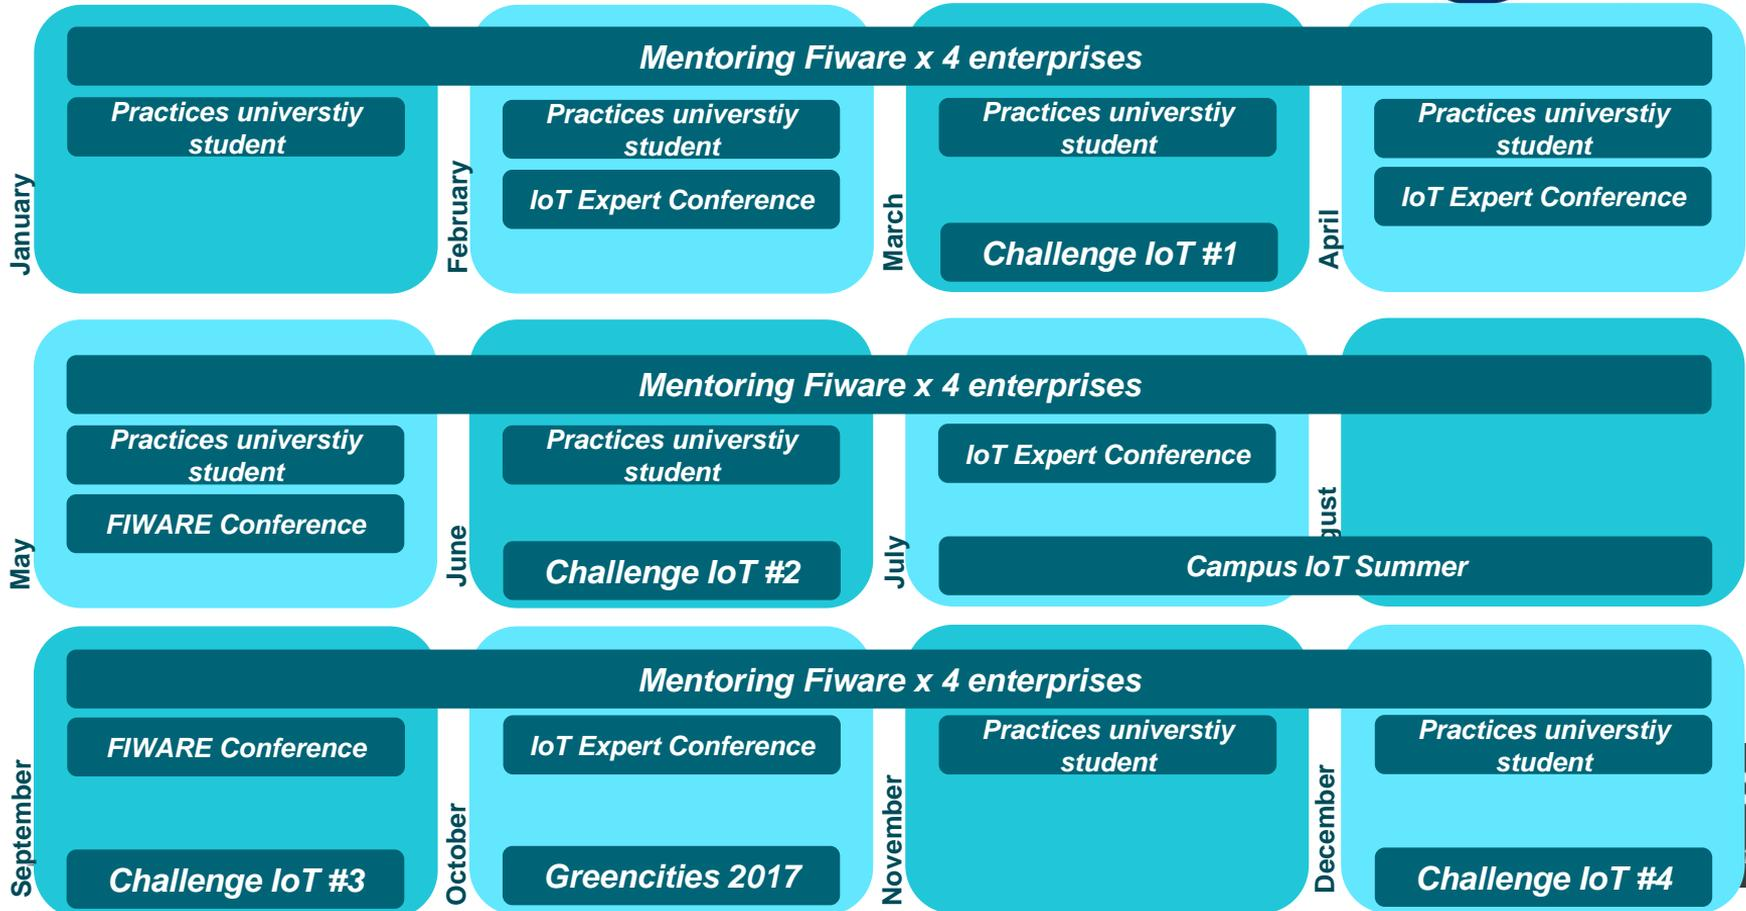 Mentoring Fiware x 4 enterprises
January
Practices universtiy
student
February
Practices universtiy
student
IoT Expert Conference
March
Practices universtiy
student
Challenge IoT #1
April
Practices universtiy
student
IoT Expert Conference
Mentoring Fiware x 4 enterprises
May
Practices universtiy
student
FIWARE Conference
June
Practices universtiy
student
Challenge IoT #2
July
IoT Expert Conference
gust
Campus IoT Summer
Mentoring Fiware x 4 enterprises
September
FIWARE Conference
Challenge IoT #3
October
IoT Expert Conference
Greencities 2017
November
Practices universtiy
student
December
Practices universtiy
student
Challenge IoT #4